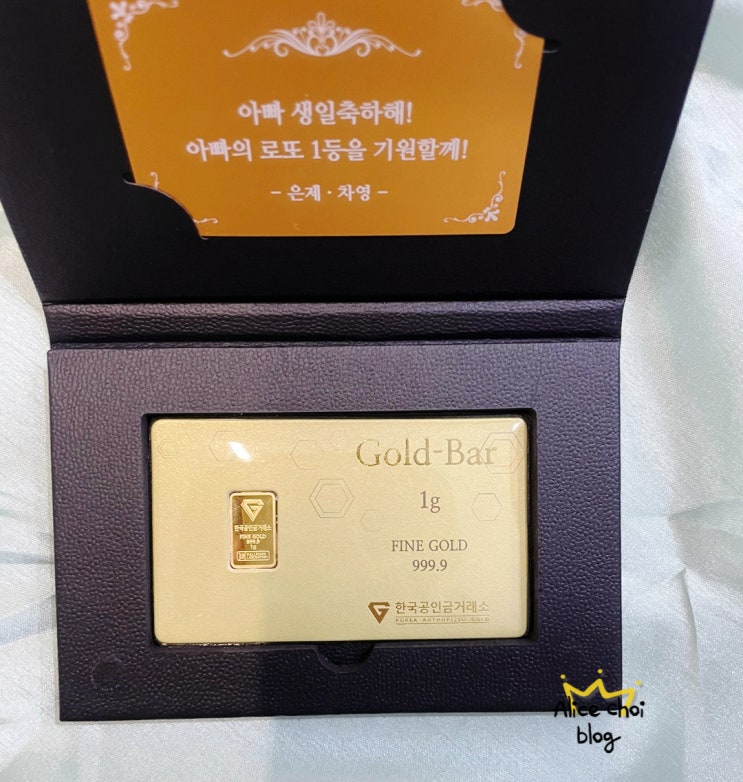 아빠 생일축하해!
아빠의 로또 1등을 기원할께!
- 은제 · 차영 -
Gold-Bar
1g
FINE GOLD
999.9
한국공인금거래소
KOREA AUTHORIZED GOLD
한국공인금거래소
FINE GOLD
999.9
1g
Alice choi
blog